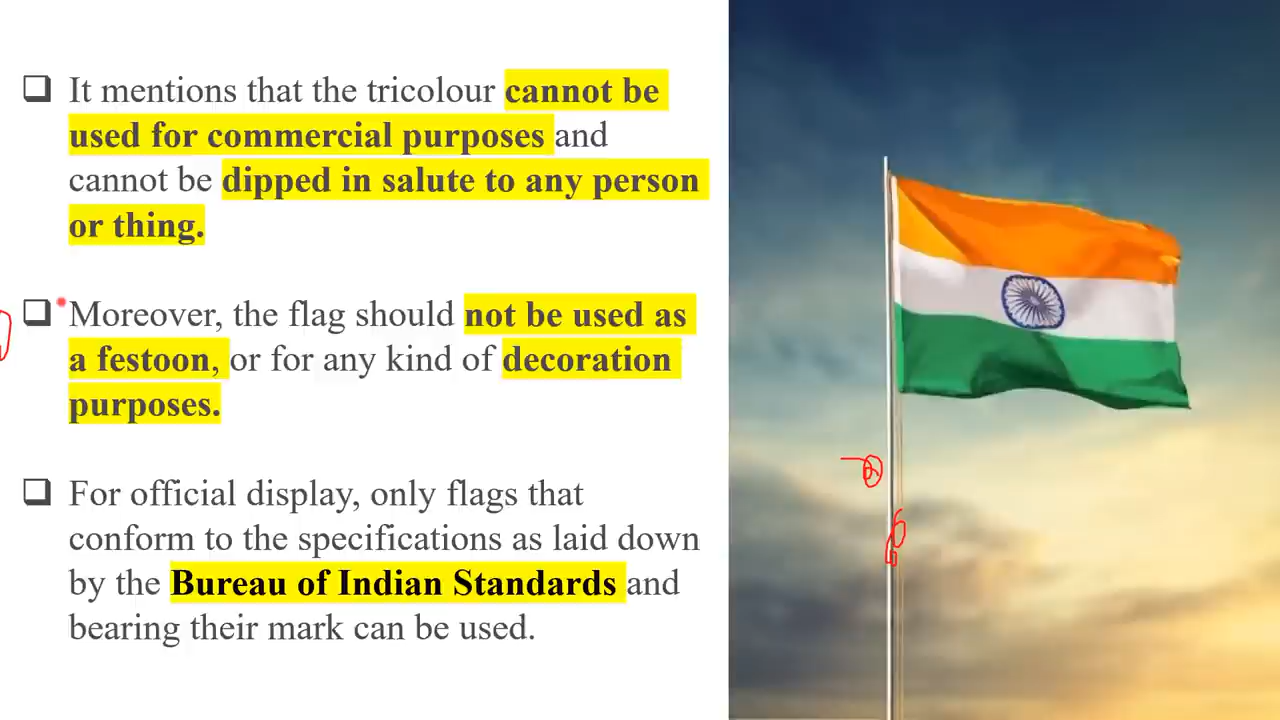 It mentions that the tricolour cannot be
used for commercial purposes and
cannot be dipped in salute to any person
or thing.
Moreover, the flag should not be used as
a festoon, or for any kind of decoration
purposes.
For official display, only flags that
conform to the specifications as laid down
by the Bureau of Indian Standards and
bearing their mark can be used.